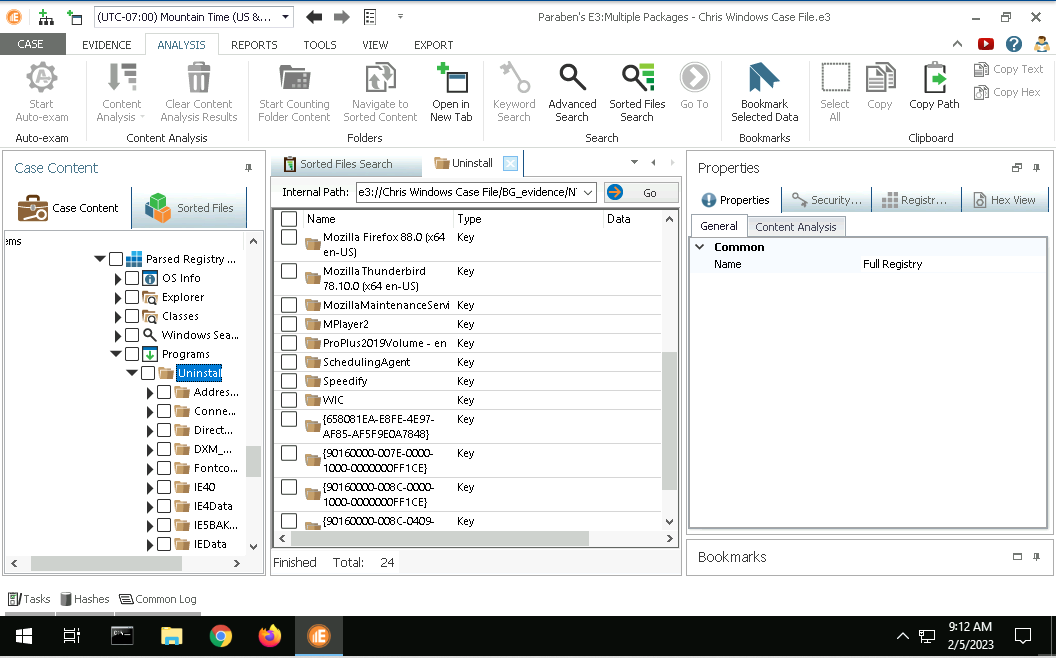 (UTC-07:00) Mountain Time (US &...
Paraben's E3:Multiple Packages - Chris Windows Case File.e3
CASE
EVIDENCE
ANALYSIS
REPORTS
TOOLS
VIEW
EXPORT
Start
Auto-exam
Content
Analysis
Clear Content
Analysis Results
Start Counting
Folder Content
Navigate to
Sorted Content
Open in
New Tab
Keyword
Search
Advanced
Search
Sorted Files
Search
Go To
Bookmark
Selected Data
Select
All
Copy
Copy Path
Copy Text
Copy Hex
Auto-exam
Content Analysis
Folders
Search
Bookmarks
Clipboard
Case Content
Case Content
Sorted Files
ems
Parsed Registry ...
OS Info
Explorer
Classes
Windows Sea...
Programs
Uninstall
Addres...
Conne...
Direct...
DXM_...
Fontco...
IE40
IE4Data
IE5BAK...
IEData
Sorted Files Search
Uninstall
Internal Path:
e3://Chris Windows Case File/BG_evidence/N
Go
Name Type Data
Mozilla Firefox 88.0 (x64 Key
en-US)
Mozilla Thunderbird Key
78.10.0 (x64 en-US)
MozillaMaintenanceServi Key
MPlayer2 Key
ProPlus2019Volume - en Key
SchedulingAgent Key
Speedify Key
WIC Key
{658081EA-E8FE-4E97- Key
AF85-AF5F9E0A7848}
{90160000-007E-0000- Key
1000-0000000FF1CE}
{90160000-008C-0000- Key
1000-0000000FF1CE}
{90160000-008C-0409- Key
Finished Total: 24
Properties
Properties
Security...
Registr...
Hex View
General
Content Analysis
Common
Name Full Registry
Bookmarks
Tasks
Hashes
Common Log
9:12 AM
2/5/2023